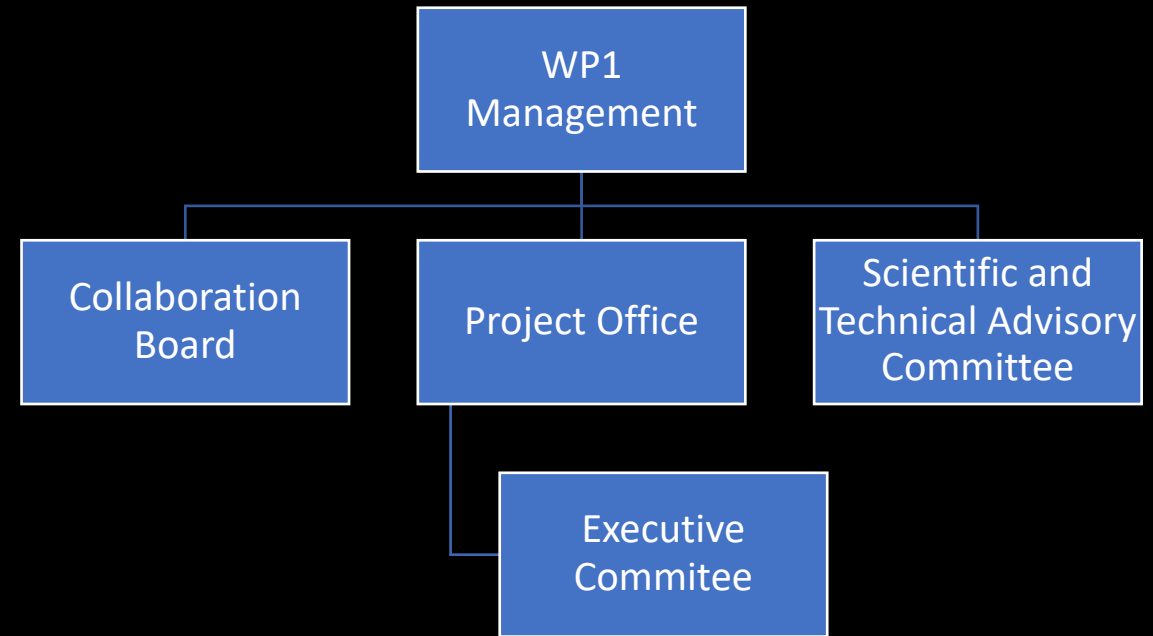 WP1
Management
Collaboration
Board
Project Office
Scientific and
Technical Advisory
Committee
Executive
Commitee